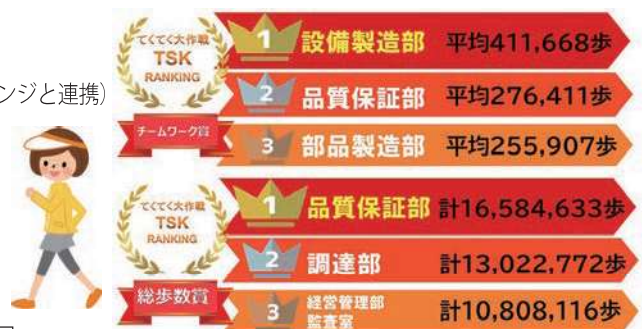 ンジと連携)
てくてく大作戦
TSK
RANKING
チームワーク賞
1 設備製造部 平均411,668歩
2 品質保証部 平均276,411歩
3 部品製造部 平均255,907歩
てくてく大作戦
TSK
RANKING
総歩数賞
1 品質保証部 計16,584,633歩
2 調達部 計13,022,772歩
3 経営管理部 計10,808,116歩
監査室